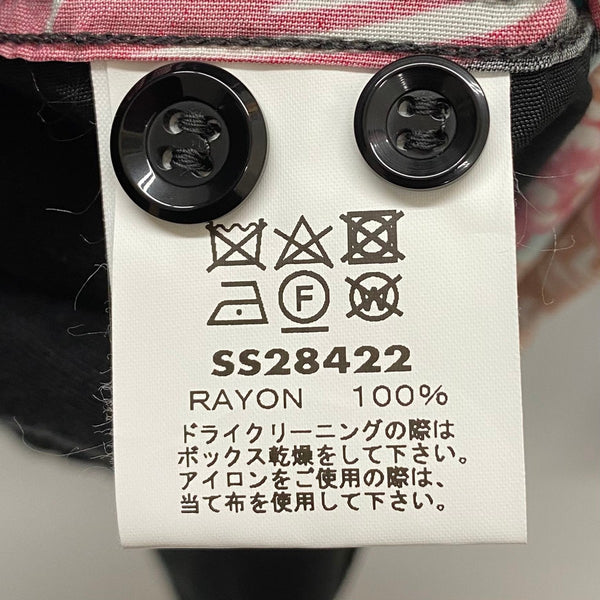 F W
SS28422
RAYON 100%
ドライクリーニングの際は
ボックス乾燥をして下さい。
アイロンをご使用の際は、
当て布を使用して下さい。